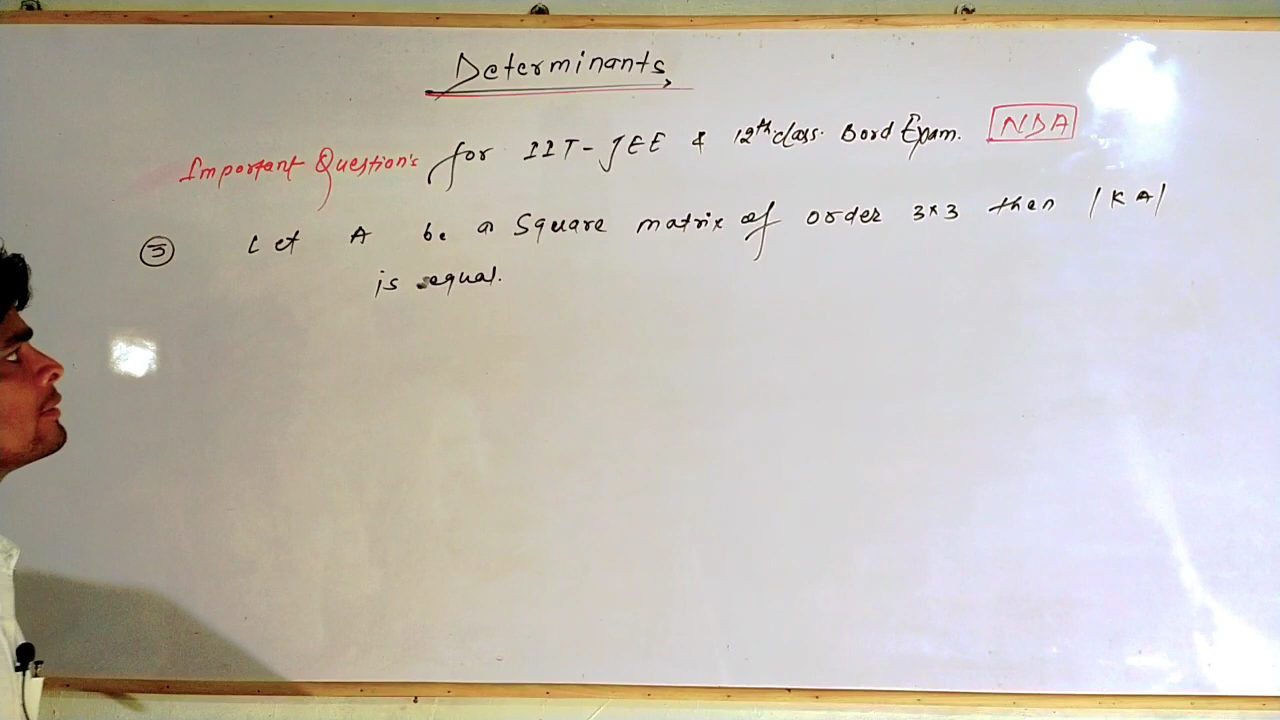 Determinants
Important Question's for IIT-JEE & 12th class. Bord Exam. NDA
③ Let A be a Square matrix of order 3×3 then |KA|
is equal.